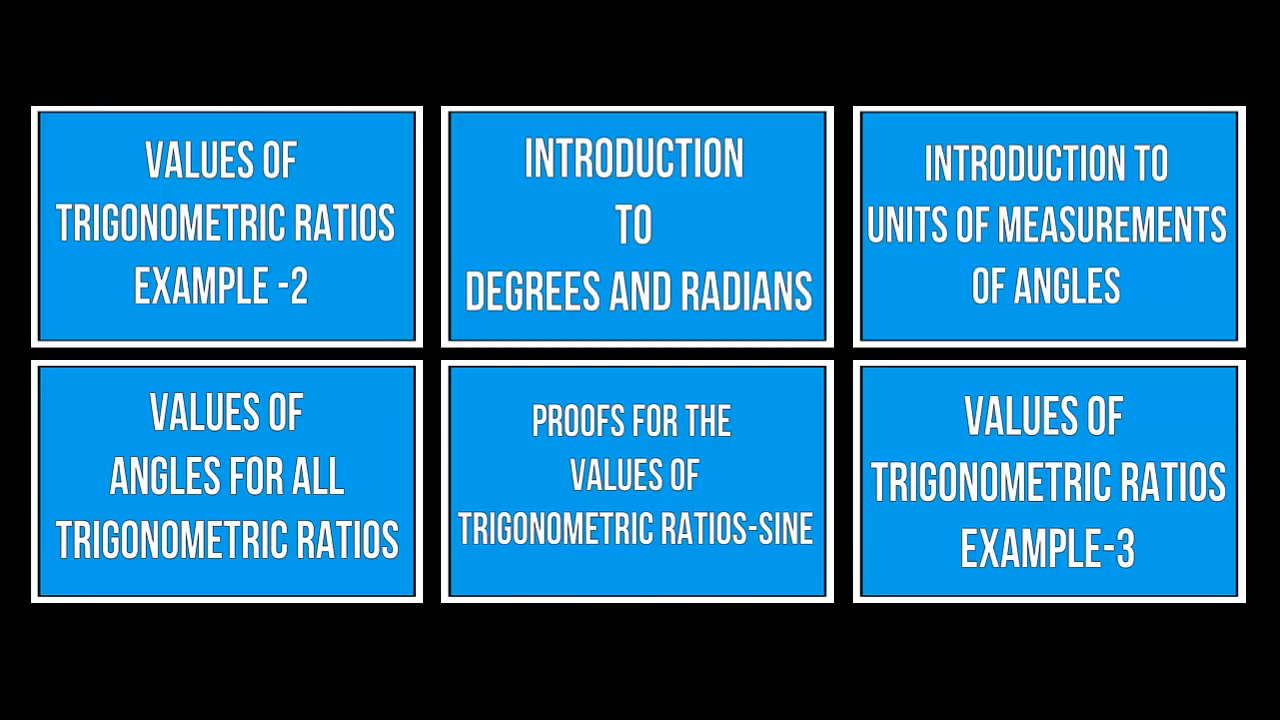 VALUES OF
TRIGONOMETRIC RATIOS
EXAMPLE -2
INTRODUCTION
TO
DEGREES AND RADIANS
INTRODUCTION TO
UNITS OF MEASUREMENTS
OF ANGLES
VALUES OF
ANGLES FOR ALL
TRIGONOMETRIC RATIOS
PROOFS FOR THE
VALUES OF
TRIGONOMETRIC RATIOS-SINE
VALUES OF
TRIGONOMETRIC RATIOS
EXAMPLE-3